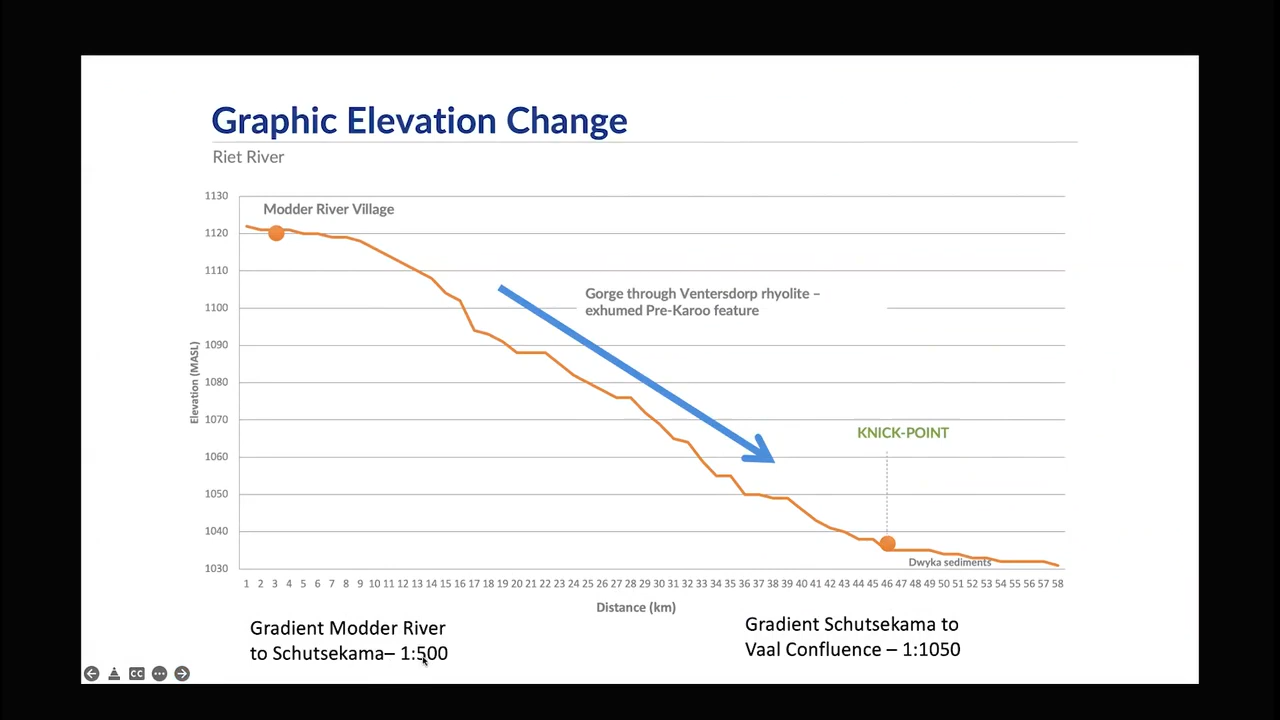 Graphic Elevation Change
Riet River
1130
1120
1110
1100
1090
1080
1070
1060
1050
1040
1030
Elevation (MASL)
Modder River Village
Gorge through Ventersdorp rhyolite –
exhumed Pre-Karoo feature
KNICK-POINT
Dwyka sediments
1 2 3 4 5 6 7 8 9 10 11 12 13 14 15 16 17 18 19 20 21 22 23 24 25 26 27 28 29 30 31 32 33 34 35 36 37 38 39 40 41 42 43 44 45 46 47 48 49 50 51 52 53 54 55 56 57 58
Distance (km)
Gradient Modder River
to Schutsekama– 1:500
Gradient Schutsekama to
Vaal Confluence – 1:1050
CC